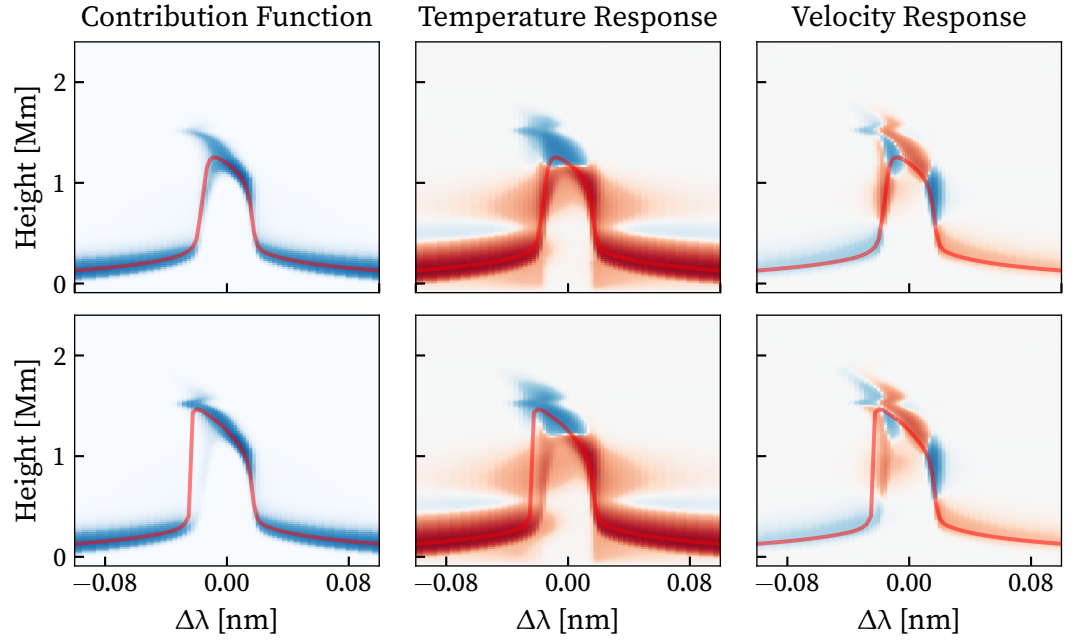 Contribution Function
Temperature Response
Velocity Response
Height [Mm]
2
1
0
Height [Mm]
2
1
0
−0.08 0.00 0.08
−0.08 0.00 0.08
−0.08 0.00 0.08
Δλ [nm]
Δλ [nm]
Δλ [nm]